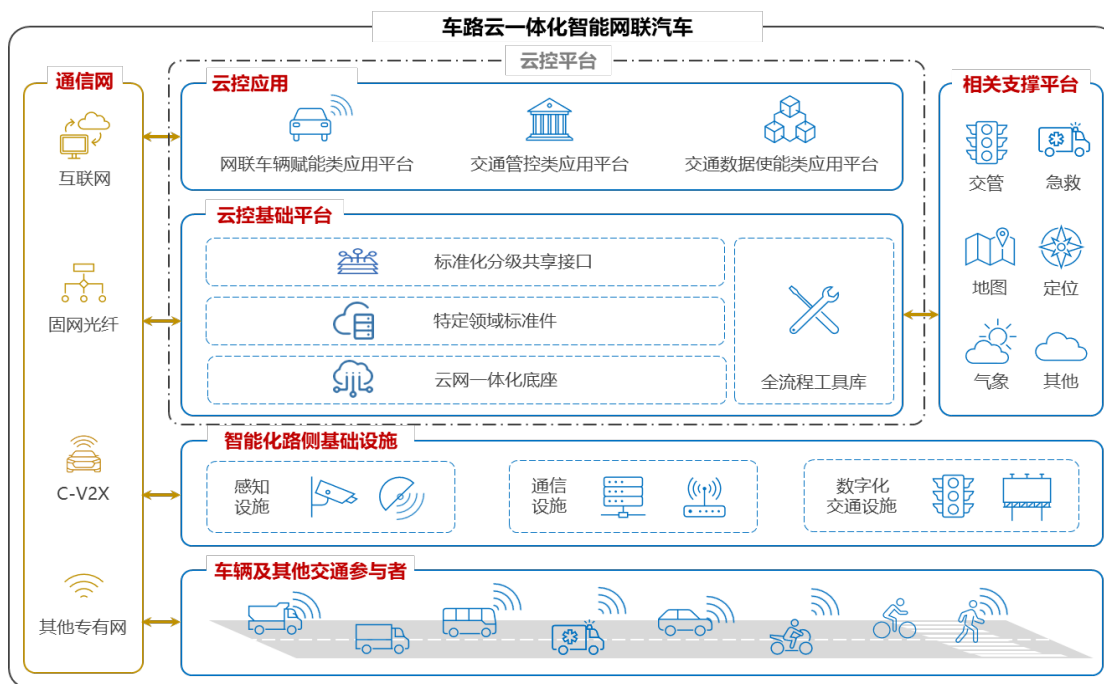 车路云一体化智能网联汽车
云控平台
通信网
互联网
固网光纤
C-V2X
其他专有网
云控应用
网联车辆赋能类应用平台
交通管控类应用平台
交通数据使能类应用平台
云控基础平台
标准化分级共享接口
特定领域标准件
云网一体化底座
全流程工具库
相关支撑平台
交管
急救
地图
定位
气象
其他
智能化路侧基础设施
感知
设施
通信
设施
数字化
交通设施
车辆及其他交通参与者